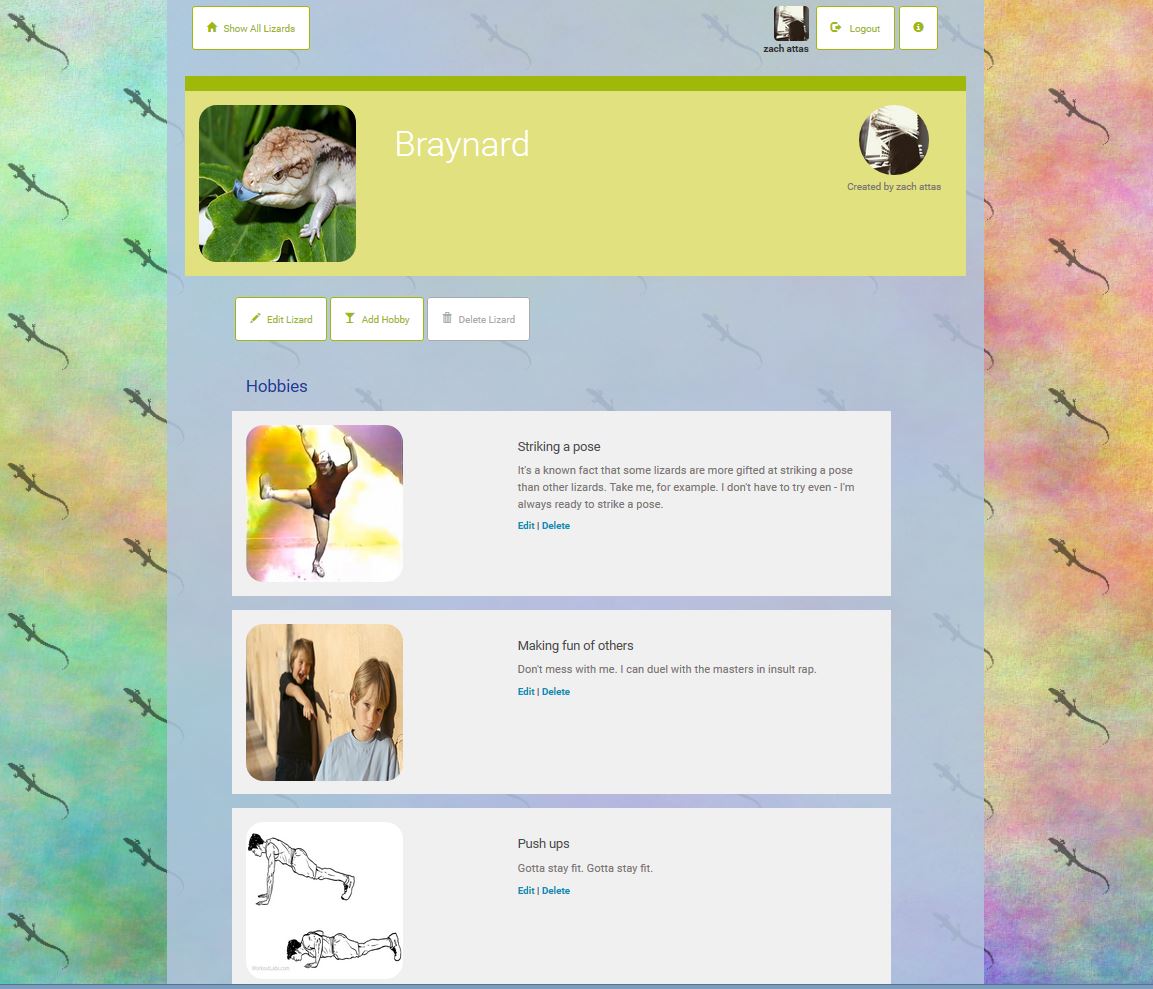 Show All Lizards
zach attas
Logout
Braynard
Created by zach attas
Edit Lizard
Add Hobby
Delete Lizard
Hobbies
Striking a pose
It's a known fact that some lizards are more gifted at striking a pose
than other lizards. Take me, for example. I don't have to try even - I'm
always ready to strike a pose.
Edit | Delete
Making fun of others
Don't mess with me. I can duel with the masters in insult rap.
Edit | Delete
Push ups
Gotta stay fit. Gotta stay fit.
Edit | Delete